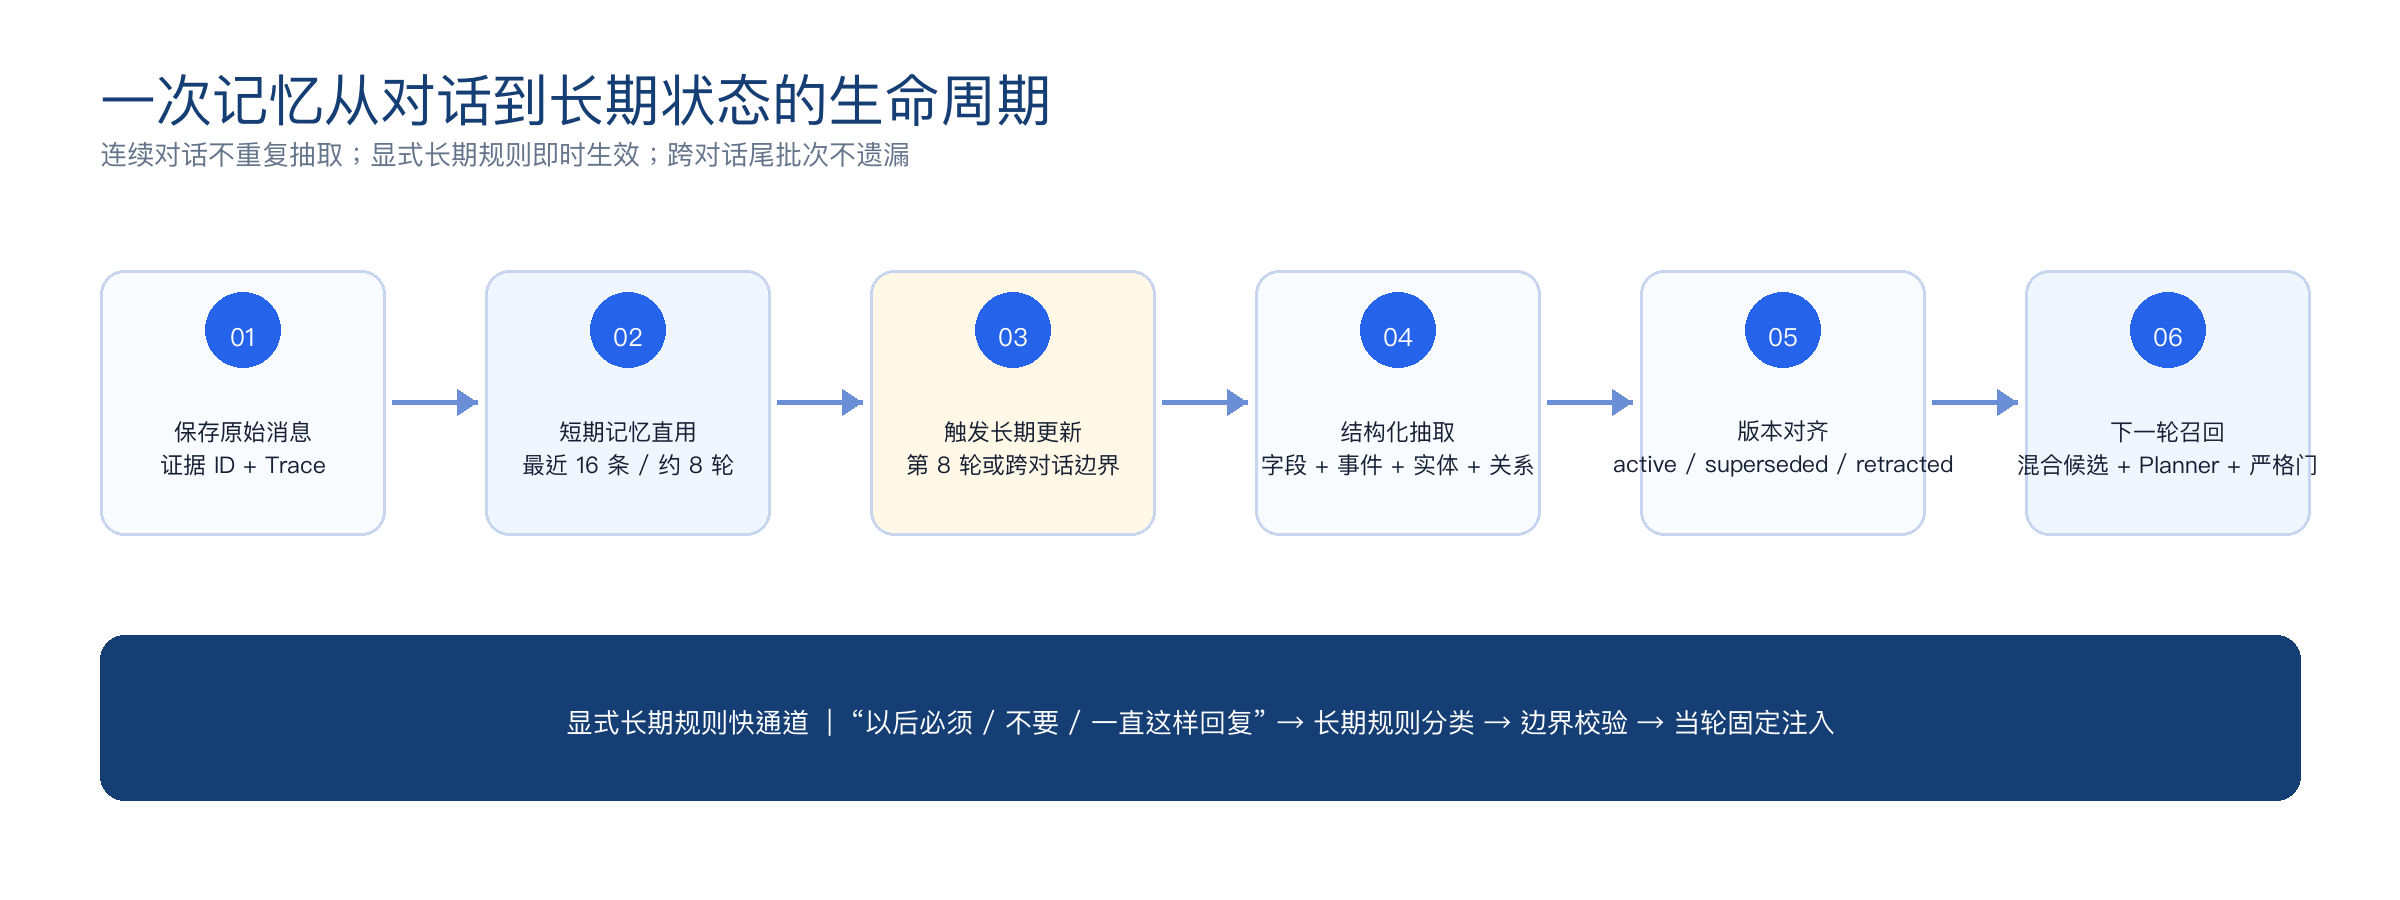 一次记忆从对话到长期状态的生命周期
连续对话不重复抽取；显式长期规则即时生效；跨对话尾批次不遗漏
01
保存原始消息
证据 ID + Trace
02
短期记忆直用
最近 16 条 / 约 8 轮
03
触发长期更新
第 8 轮或跨对话边界
04
结构化抽取
字段 + 事件 + 实体 + 关系
05
版本对齐
active / superseded / retracted
06
下一轮召回
混合候选 + Planner + 严格门
显式长期规则快通道 | “以后必须 / 不要 / 一直这样回复” → 长期规则分类 → 边界校验 → 当轮固定注入